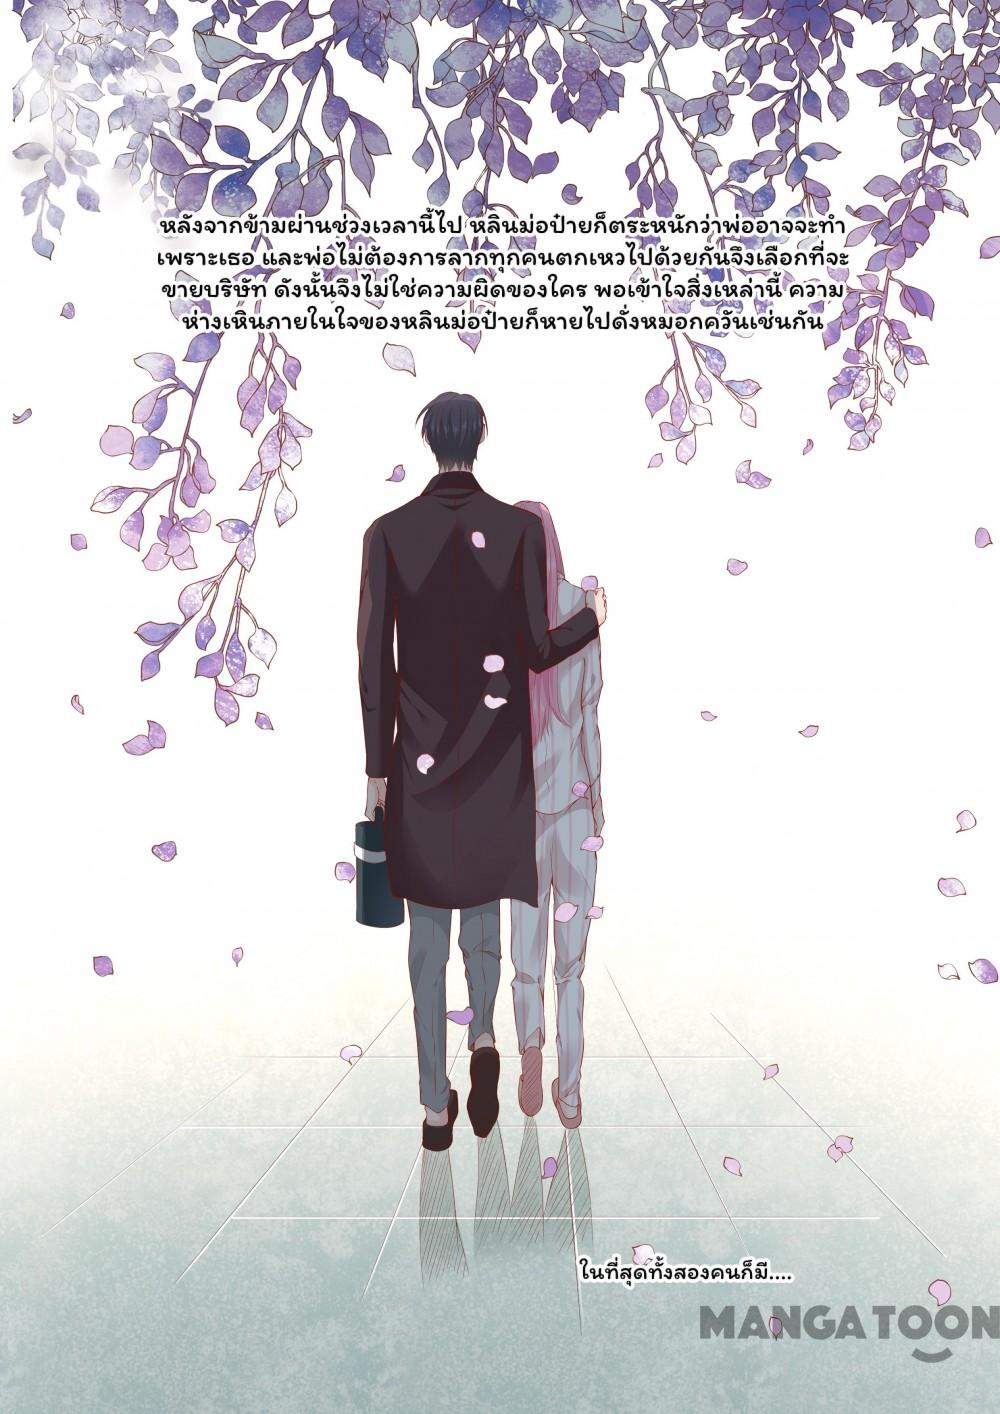 หลังจากข้ามผ่านช่วงเวลานี้ไป หลินม่อป๋ายก็ตระหนักว่าพ่ออาจจะทำ
เพราะเธอ และพ่อไม่ต้องการลากทุกคนตกเหวไปด้วยกันจึงเลือกที่จะ
ขายบริษัท ดังนั้นจึงไม่ใช่ความผิดของใคร พอเข้าใจสิ่งเหล่านี้ ความ
ห่างเหินภายในใจของหลินม่อป๋ายก็หายไปดั่งหมอกควันเช่นกัน
ในที่สุดทั้งสองคนก็มี....
MANGATOON